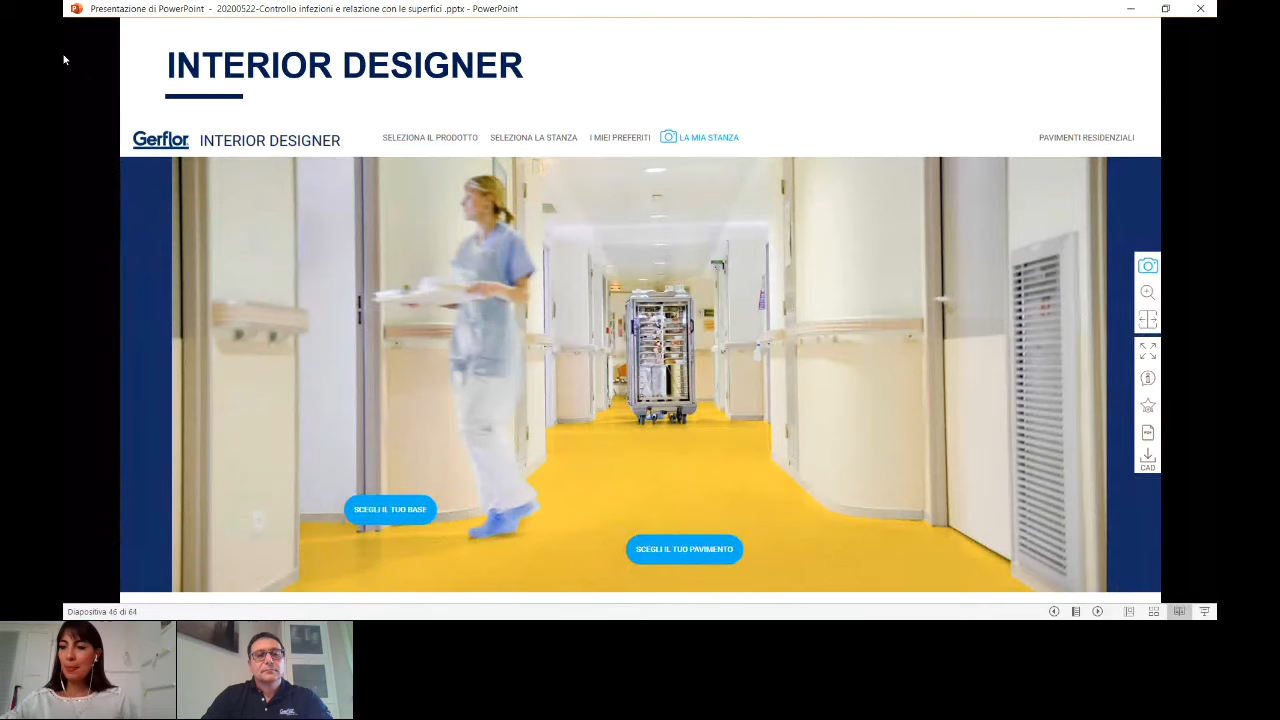 Presentazione di PowerPoint - 20200522-Controllo infezioni e relazione con le superfici .pptx - PowerPoint
INTERIOR DESIGNER
Gerflor INTERIOR DESIGNER SELEZIONA IL PRODOTTO SELEZIONA LA STANZA I MIEI PREFERITI LA MIA STANZA PAVIMENTI RESIDENZIALI
PDF
CAD
SCEGLI IL TUO BASE
SCEGLI IL TUO PAVIMENTO
Diapositiva 46 di 64
Gerflor